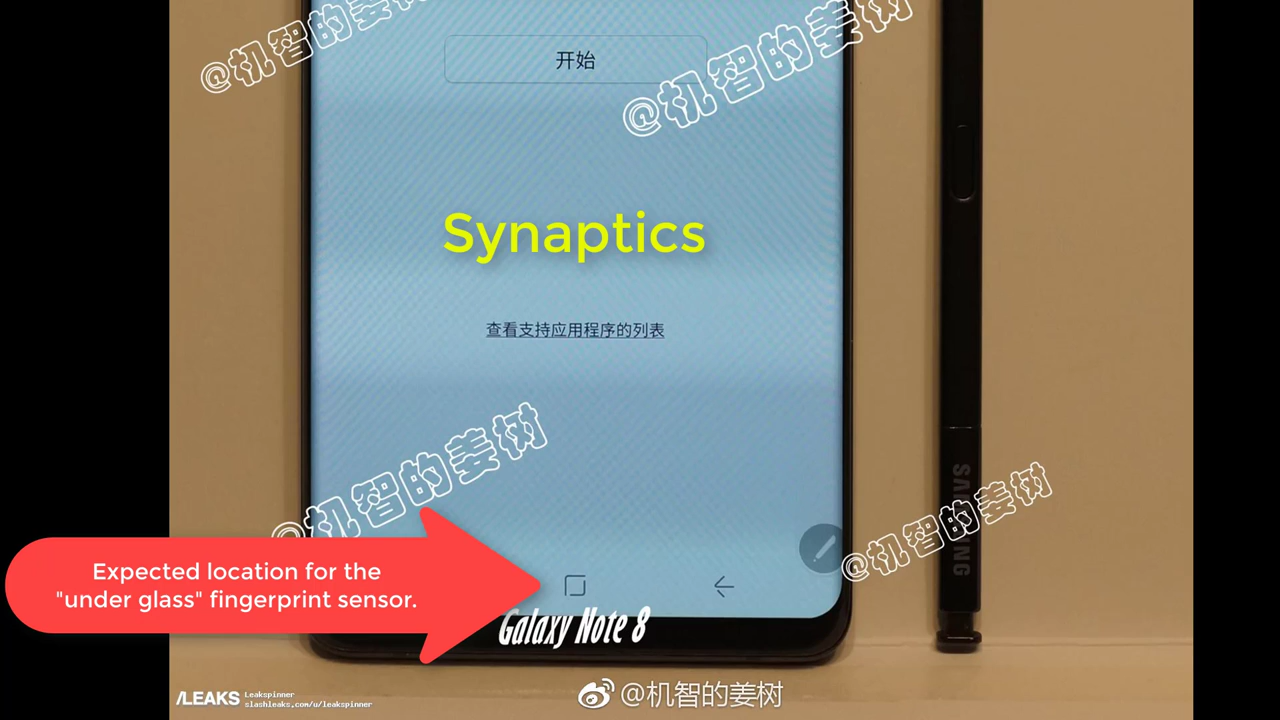 @机智的姜树
@机智的姜树
开始
Synaptics
查看支持应用程序的列表
@机智的姜树
@机智的姜树
SAMSUNG
Expected location for the
"under glass" fingerprint sensor.
Galaxy Note 8
/LEAKS
Leakspinner
slashleaks.com/u/leakspinner
@机智的姜树